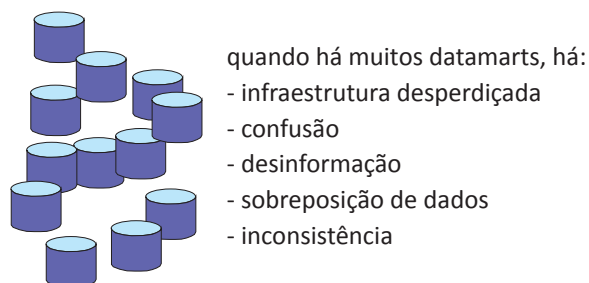 quando há muitos datamarts, há:
- infraestrutura desperdiçada
- confusão
- desinformação
- sobreposição de dados
- inconsistência